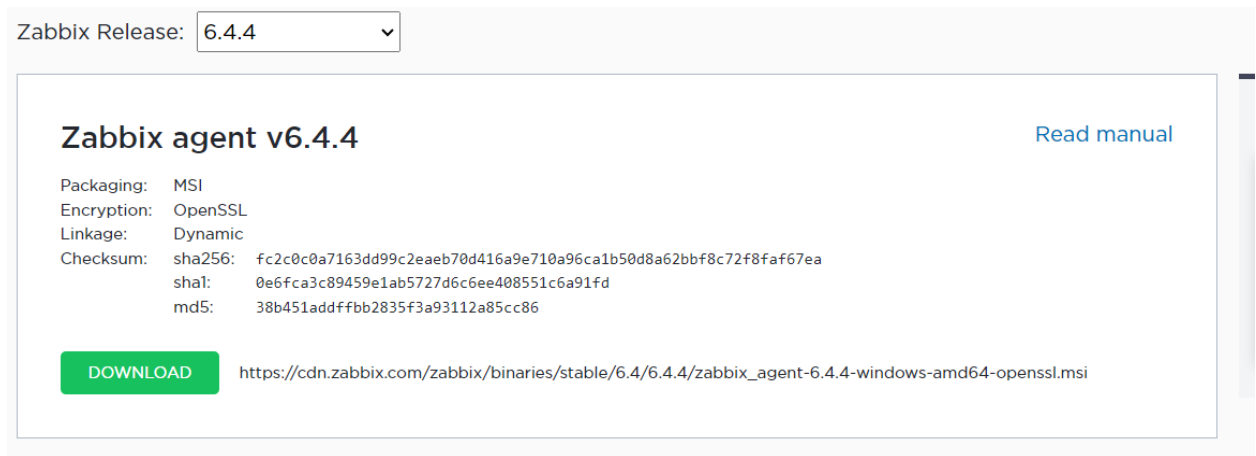 Zabbix Release: 6.4.4
Zabbix agent v6.4.4
Read manual
Packaging: MSI
Encryption: OpenSSL
Linkage: Dynamic
Checksum: sha256: fc2c0c0a7163dd99c2eaeb70d416a9e710a96ca1b50d8a62bbf8c72f8faf67ea
sha1: 0e6fca3c89459e1ab5727d6c6ee408551c6a91fd
md5: 38b451addffbb2835f3a93112a85cc86
DOWNLOAD https://cdn.zabbix.com/zabbix/binaries/stable/6.4/6.4.4/zabbix_agent-6.4.4-windows-amd64-openssl.msi